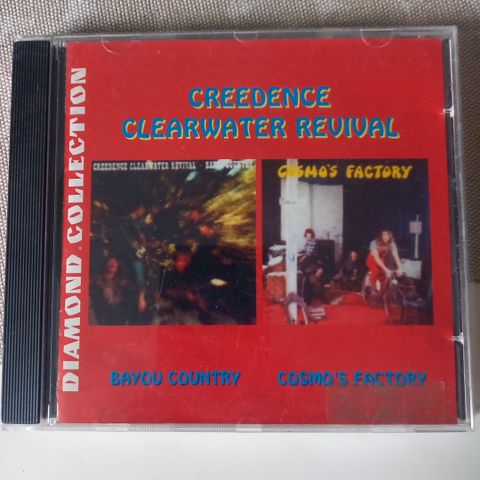 DIAMOND COLLECTION
CREEDENCE
CLEARWATER REVIVAL
CREEDENCE CLEARWATER REVIVAL
COSMO'S FACTORY
BAYOU COUNTRY
COSMO'S FACTORY